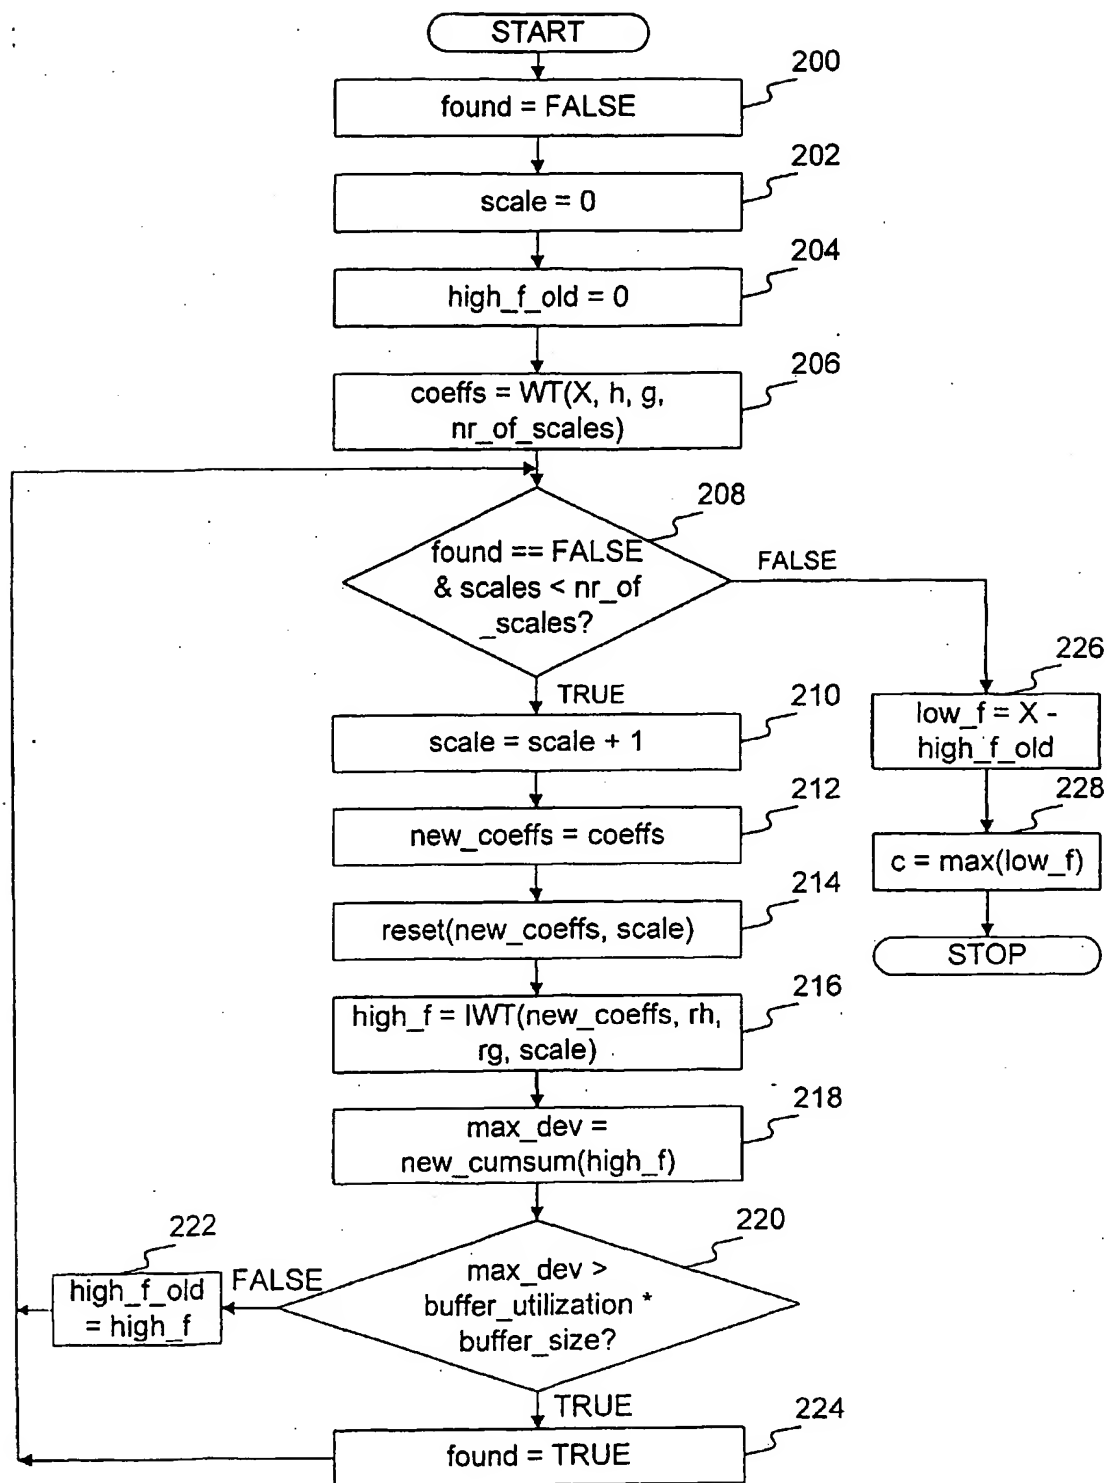 START
200
found = FALSE
202
scale = 0
204
high_f_old = 0
206
coeffs = WT(X, h, g,
nr_of_scales)
208
found == FALSE
& scales < nr_of
_scales?
FALSE
TRUE
226
low_f = X -
high_f_old
210
scale = scale + 1
228
c = max(low_f)
212
new_coeffs = coeffs
STOP
214
reset(new_coeffs, scale)
216
high_f = IWT(new_coeffs, rh,
rg, scale)
218
max_dev =
new_cumsum(high_f)
220
max_dev >
buffer_utilization *
buffer_size?
222
FALSE
high_f_old
= high_f
TRUE
224
found = TRUE